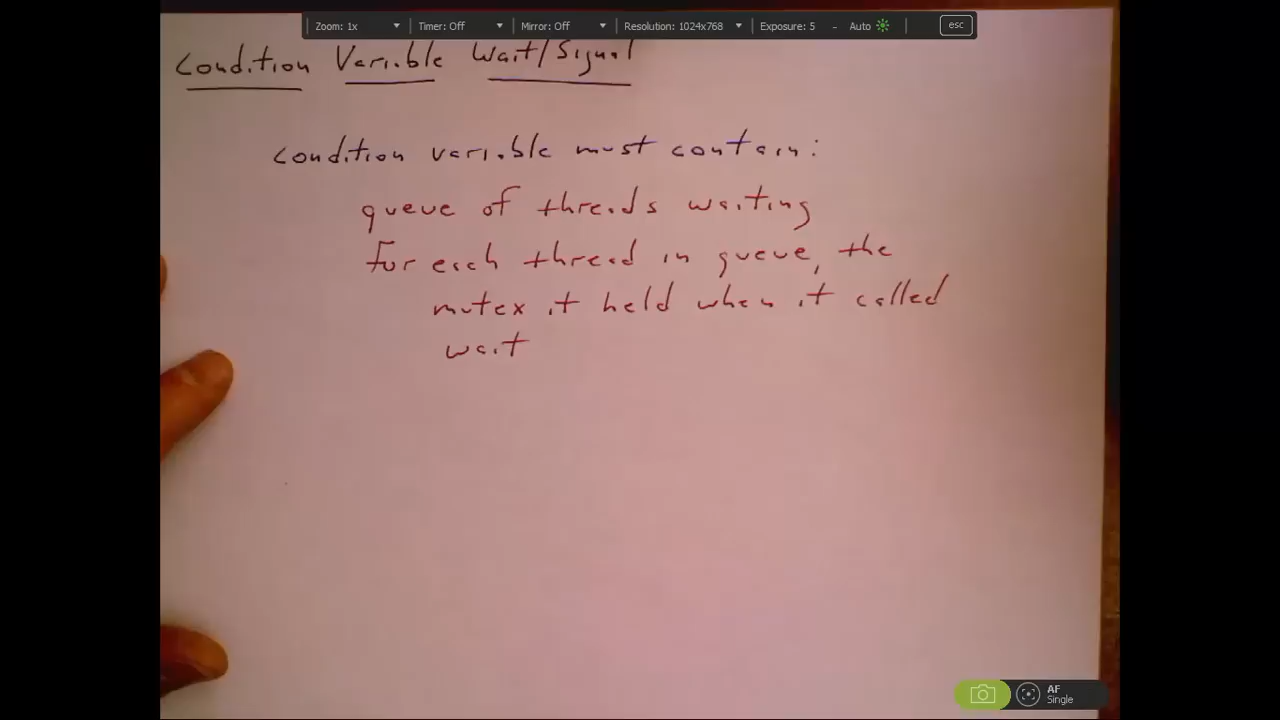 Zoom: 1x Timer: Off Mirror: Off Resolution: 1024x768 Exposure: 5 - Auto esc
Condition Variable Wait/Signal
condition variable must contain:
queue of threads waiting
For each thread in queue, the
mutex it held when it called
wait
AF
Single